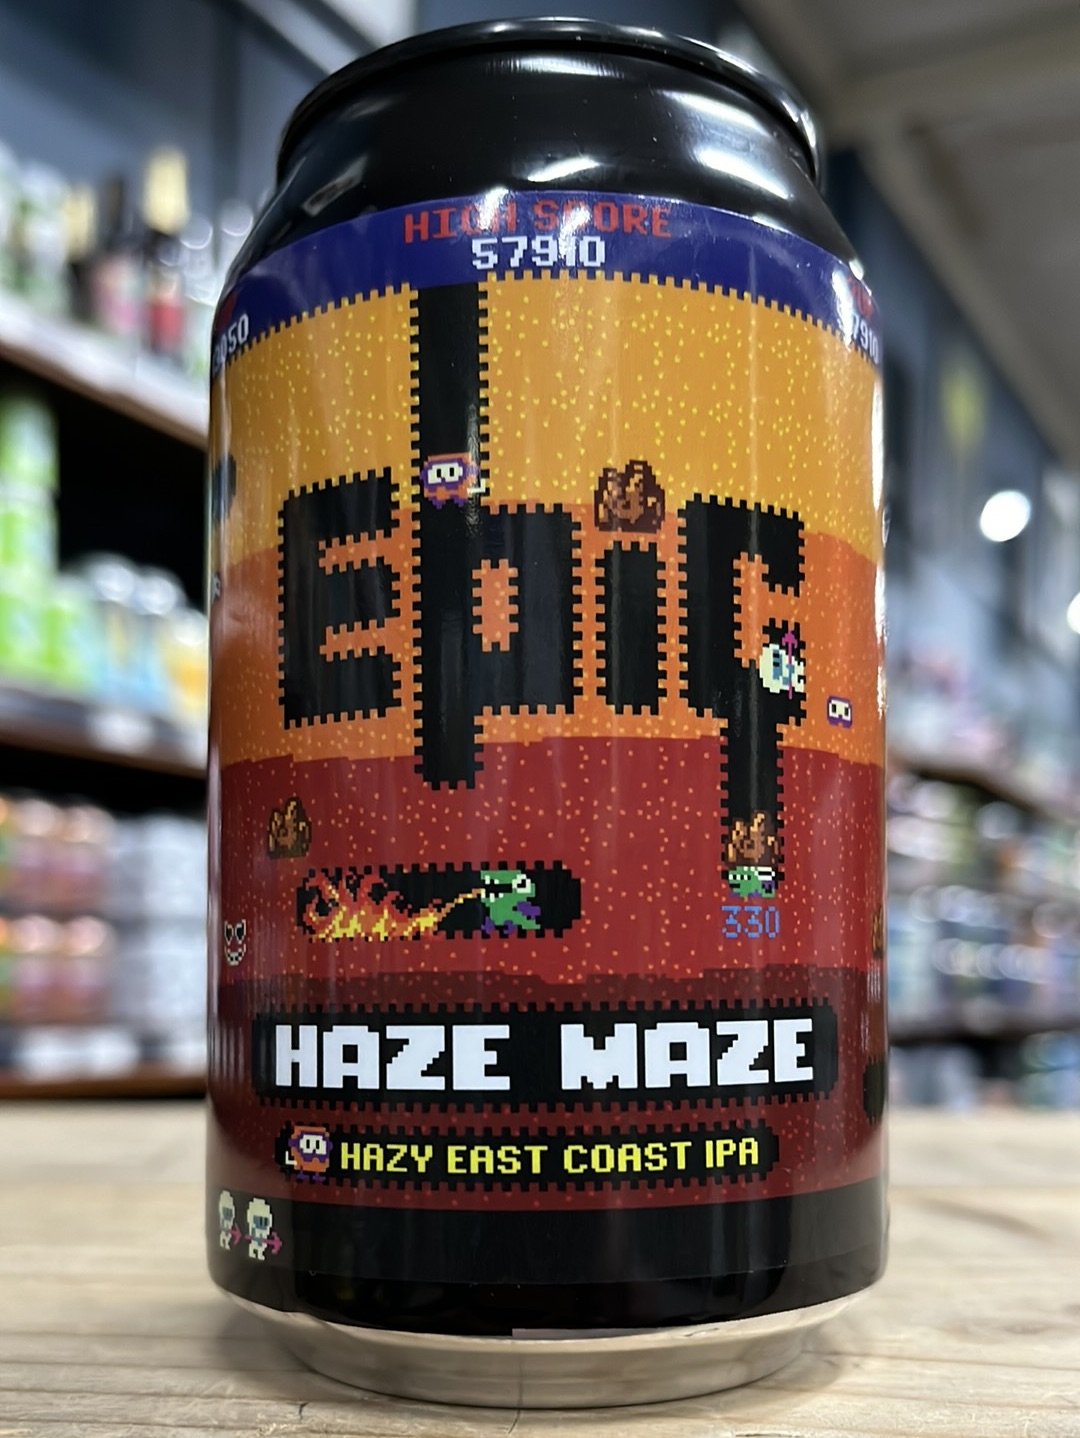 HIGH SCORE
57910
Epic
330
HAZE MAZE
HAZY EAST COAST IPA